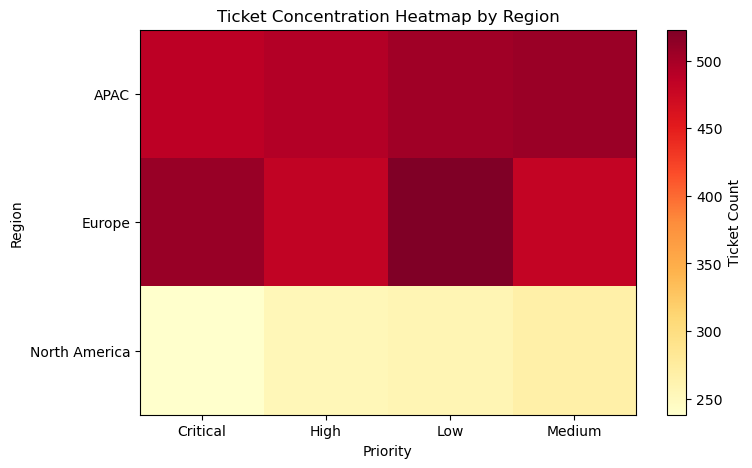 Ticket Concentration Heatmap by Region
APAC
Europe
North America
Region
Critical
High
Low
Medium
Priority
500
450
400
350
300
250
Ticket Count